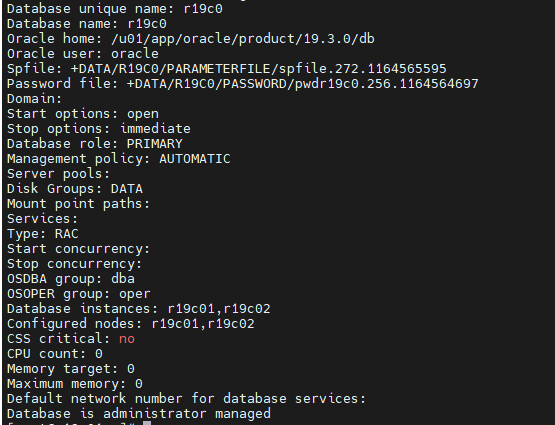 Database unique name: r19c0
Database name: r19c0
Oracle home: /u01/app/oracle/product/19.3.0/db
Oracle user: oracle
Spfile: +DATA/R19C0/PARAMETERFILE/spfile.272.1164565595
Password file: +DATA/R19C0/PASSWORD/pwdr19c0.256.1164564697
Domain:
Start options: open
Stop options: immediate
Database role: PRIMARY
Management policy: AUTOMATIC
Server pools:
Disk Groups: DATA
Mount point paths:
Services:
Type: RAC
Start concurrency:
Stop concurrency:
OSDBA group: dba
OSOPER group: oper
Database instances: r19c01,r19c02
Configured nodes: r19c01,r19c02
CSS critical: no
CPU count: 0
Memory target: 0
Maximum memory: 0
Default network number for database services:
Database is administrator managed